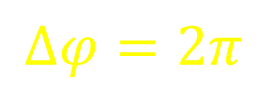 Δφ = 2π